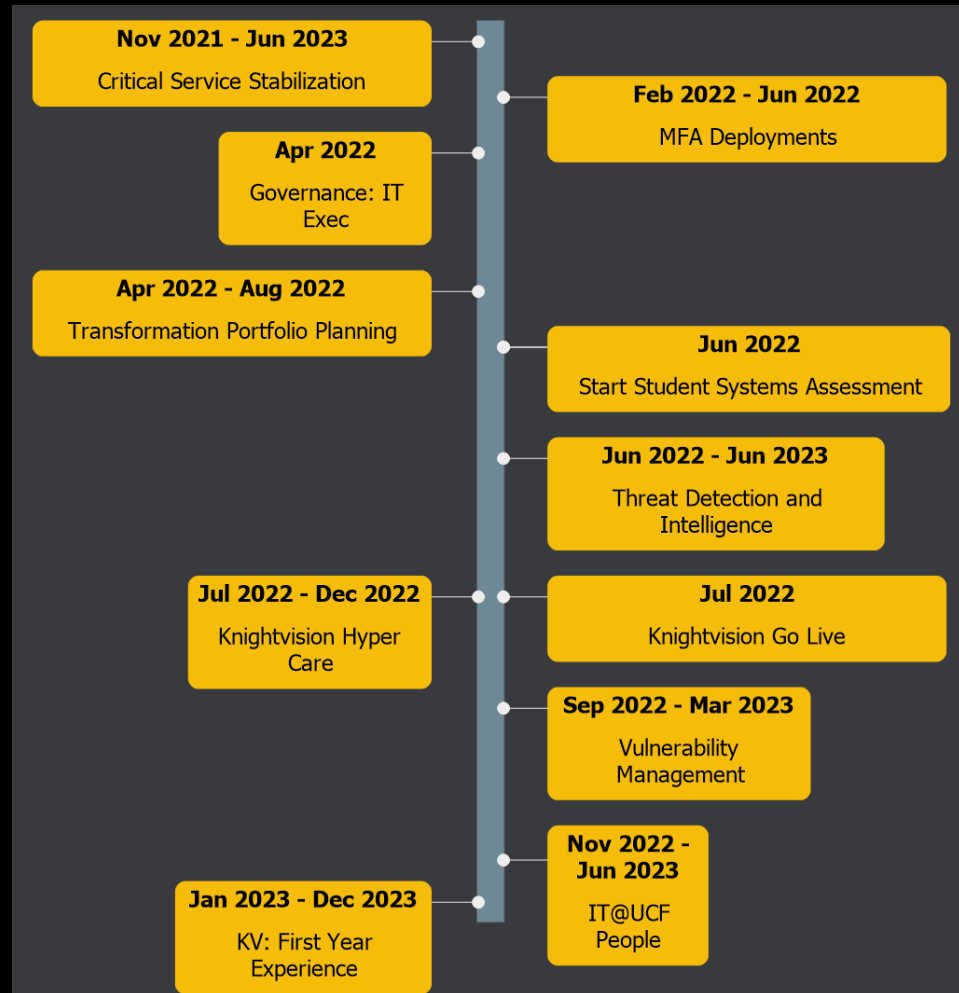 Nov 2021 - Jun 2023
Critical Service Stabilization
Feb 2022 - Jun 2022
MFA Deployments
Apr 2022
Governance: IT
Exec
Apr 2022 - Aug 2022
Transformation Portfolio Planning
Jun 2022
Start Student Systems Assessment
Jun 2022 - Jun 2023
Threat Detection and
Intelligence
Jul 2022 - Dec 2022
Knightvision Hyper
Care
Jul 2022
Knightvision Go Live
Sep 2022 - Mar 2023
Vulnerability
Management
Nov 2022 -
Jun 2023
IT@UCF
People
Jan 2023 - Dec 2023
KV: First Year
Experience